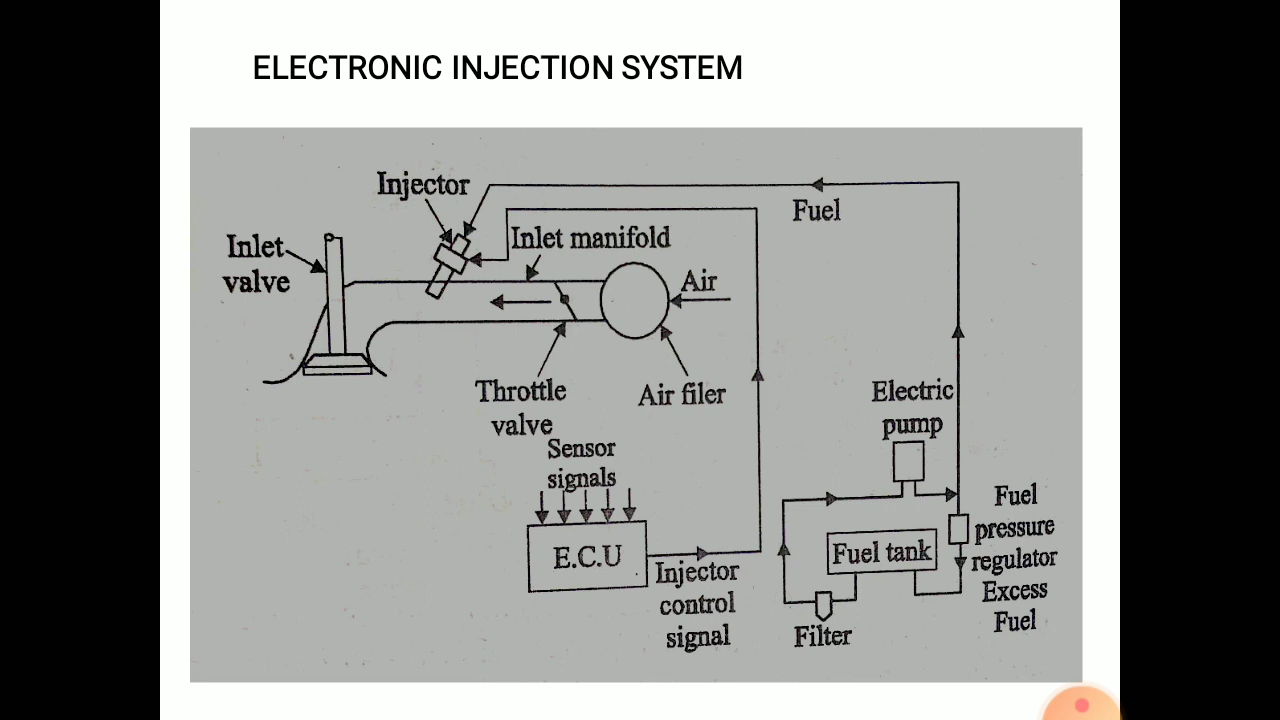 ELECTRONIC INJECTION SYSTEM
Injector
Fuel
Inlet
valve
Inlet manifold
Air
Throttle
valve
Air filer
Sensor
signals
E.C.U
Injector
control
signal
Electric
pump
Fuel tank
Filter
Fuel
pressure
regulator
Excess
Fuel